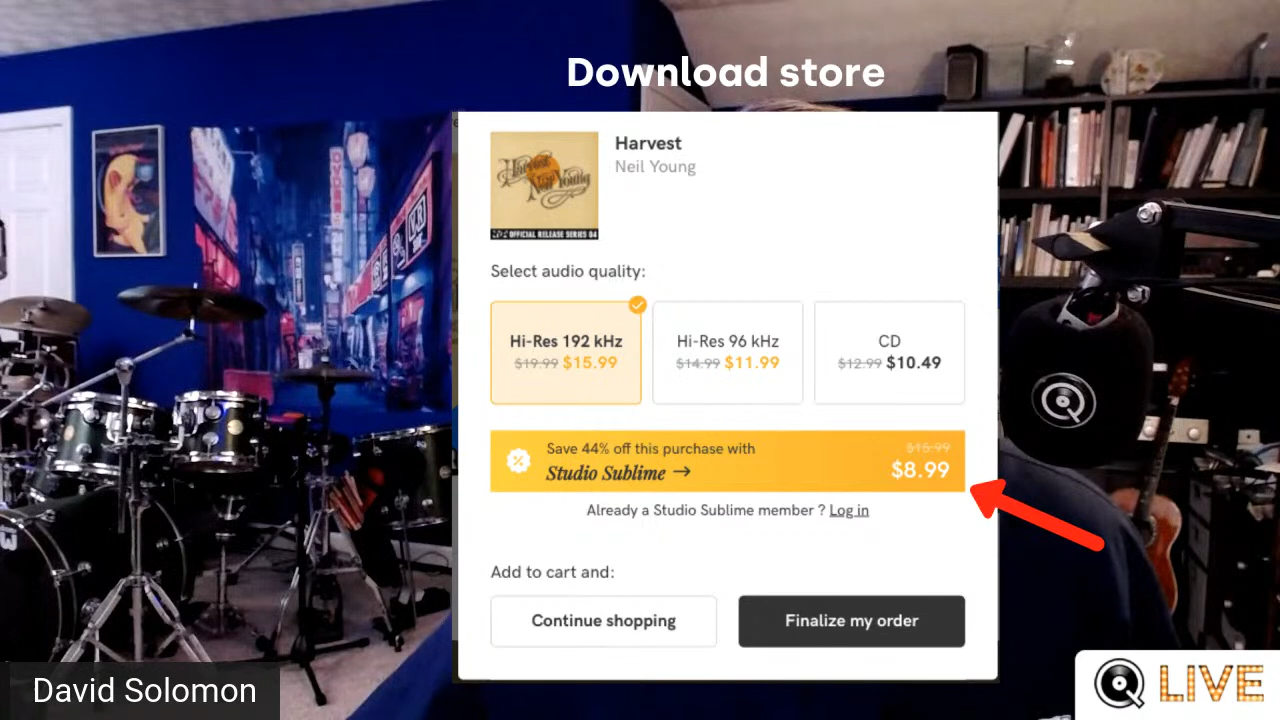 Download store
Harvest
Neil Young
Harvest
Neil Young
OFFICIAL RELEASE SERIES 04
Select audio quality:
Hi-Res 192 kHz
$19.99 $15.99
Hi-Res 96 kHz
$14.99 $11.99
CD
$12.99 $10.49
Save 44% off this purchase with
Studio Sublime →
$15.99
$8.99
Already a Studio Sublime member ? Log in
Add to cart and:
Continue shopping
Finalize my order
David Solomon
LIVE